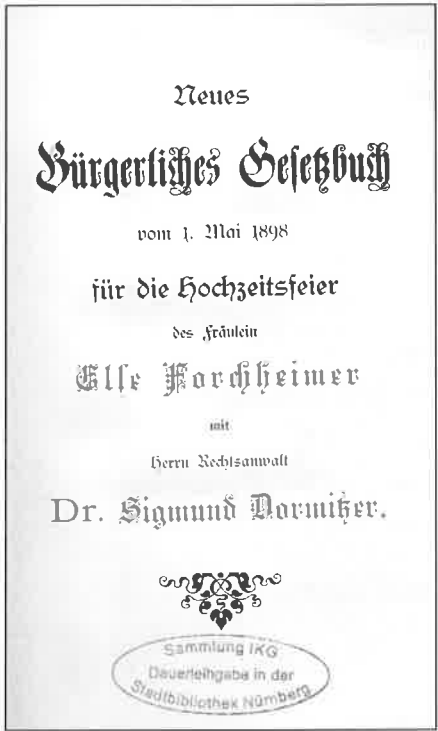 Neues
Bürgerliches Gesetzbuch
vom 1. Mai 1898
für die Hochzeitsfeier
des Fräulein
Else Forchheimer
mit
Herrn Rechtsanwalt
Dr. Sigmund Dormitzer.
Sammlung IKG
Dauerleihgabe in der
Stadtbibliothek Nürnberg